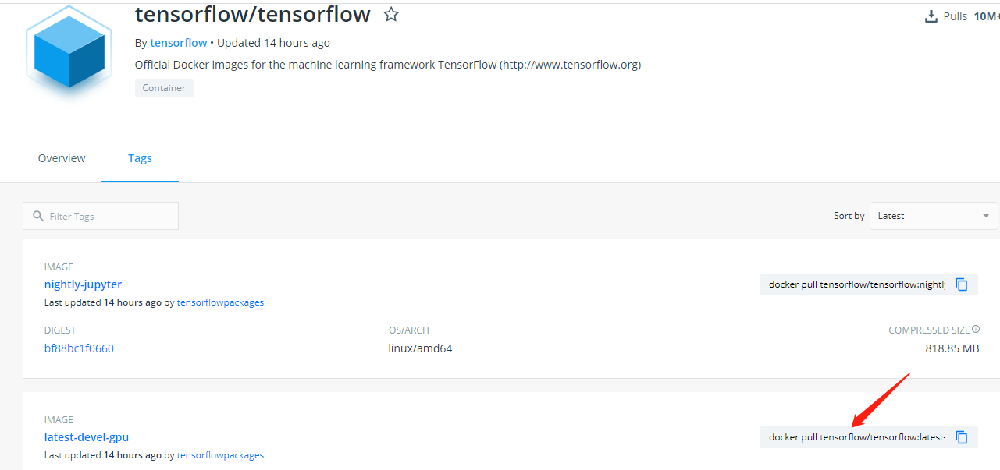 tensorflow/tensorflow
Pulls 10M+
By tensorflow • Updated 14 hours ago
Official Docker images for the machine learning framework TensorFlow (http://www.tensorflow.org)
Container
Overview
Tags
Filter Tags
Sort by
Latest
IMAGE
nightly-jupyter
docker pull tensorflow/tensorflow:nightly
Last updated 14 hours ago by tensorflowpackages
DIGEST
OS/ARCH
COMPRESSED SIZE
bf88bc1f0660
linux/amd64
818.85 MB
IMAGE
latest-devel-gpu
docker pull tensorflow/tensorflow:latest-
Last updated 14 hours ago by tensorflowpackages